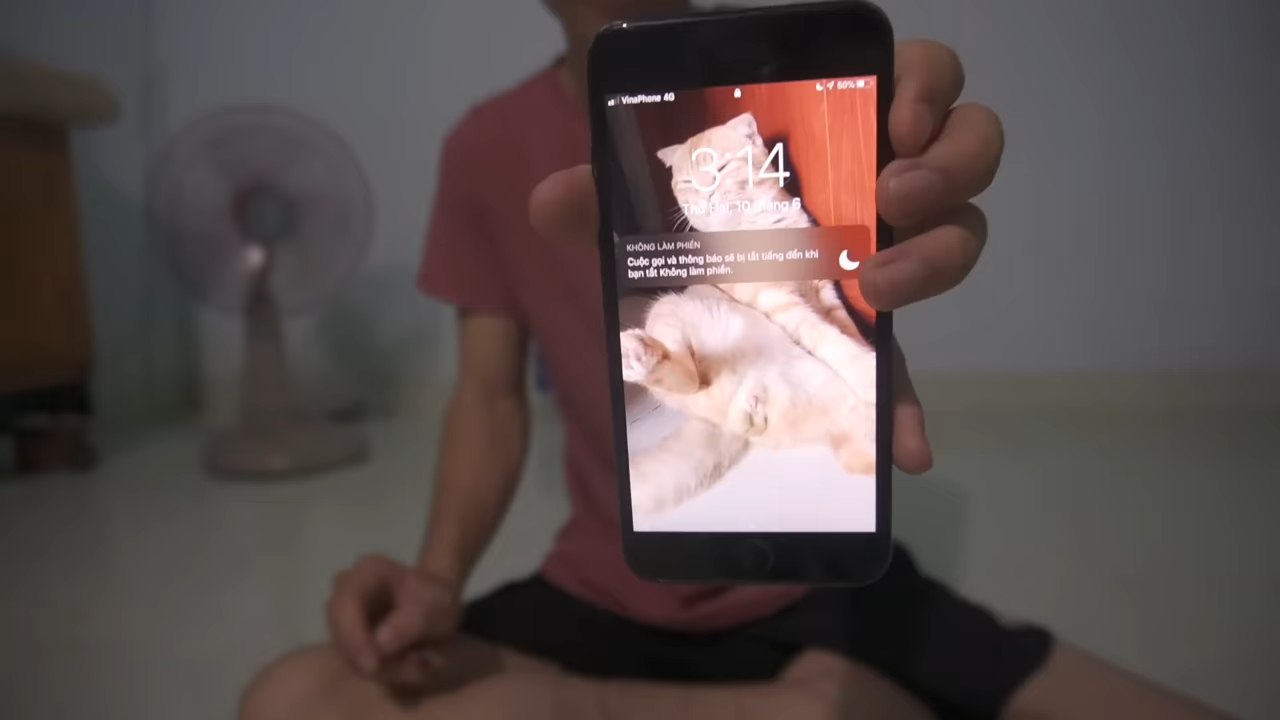 VinaPhone 4G
50%
3:14
Thứ Hai, 10 tháng 6
KHÔNG LÀM PHIỀN
Cuộc gọi và thông báo sẽ bị tắt tiếng đến khi
bạn tắt Không làm phiền.